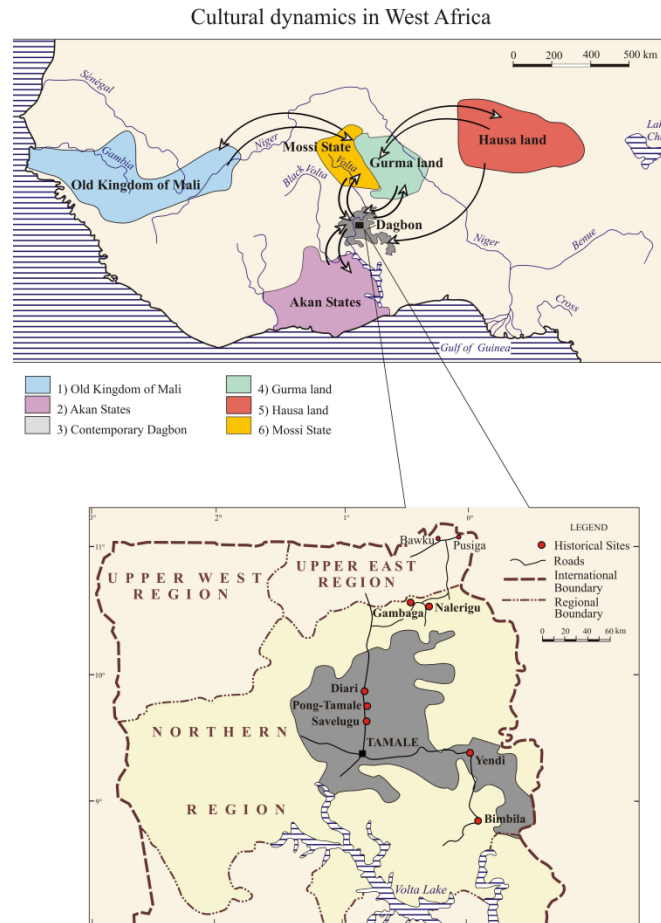 Cultural dynamics in West Africa
0 200 400 500 km
Sénégal
Gambia
Niger
Old Kingdom of Mali
Mossi State
Volta
Black Volta
Gurma land
Hausa land
Lake
Dagbon
Niger
Benue
Cross
Akan States
Gulf of Guinea
1) Old Kingdom of Mali
2) Akan States
3) Contemporary Dagbon
4) Gurma land
5) Hausa land
6) Mossi State
3° 2° 1° 0°
LEGEND
Historical Sites
Roads
International
Boundary
Regional
Boundary
0 20 40 60 km
Bawku
Pusiga
11°
UPPER WEST
REGION
UPPER EAST
REGION
Gambaga
Nalerigu
10°
Diari
Pong-Tamale
Savelugu
NORTHERN
TAMALE
Yendi
9°
REGION
Bimbila
Volta Lake